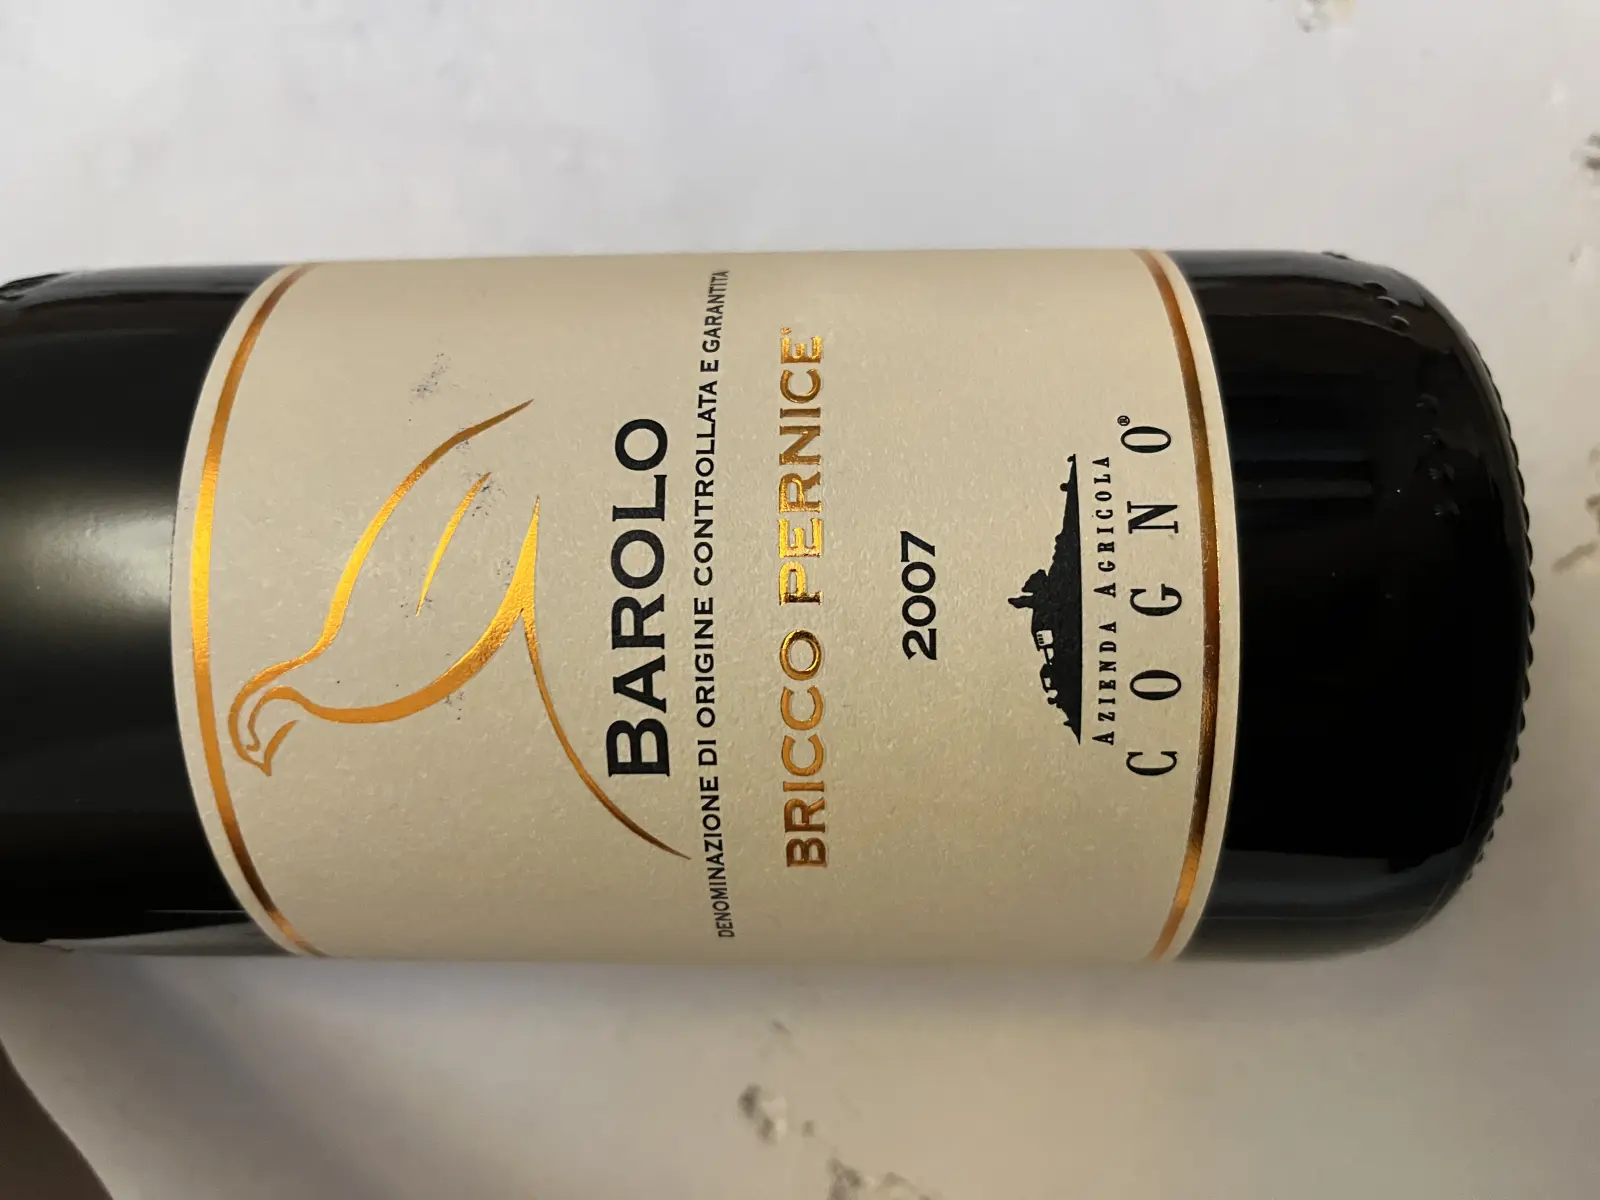 BAROLO
DENOMINAZIONE DI ORIGINE CONTROLLATA E GARANTITA
BRICCO PERNICE
2007
AZIENDA AGRICOLA
COGNO®